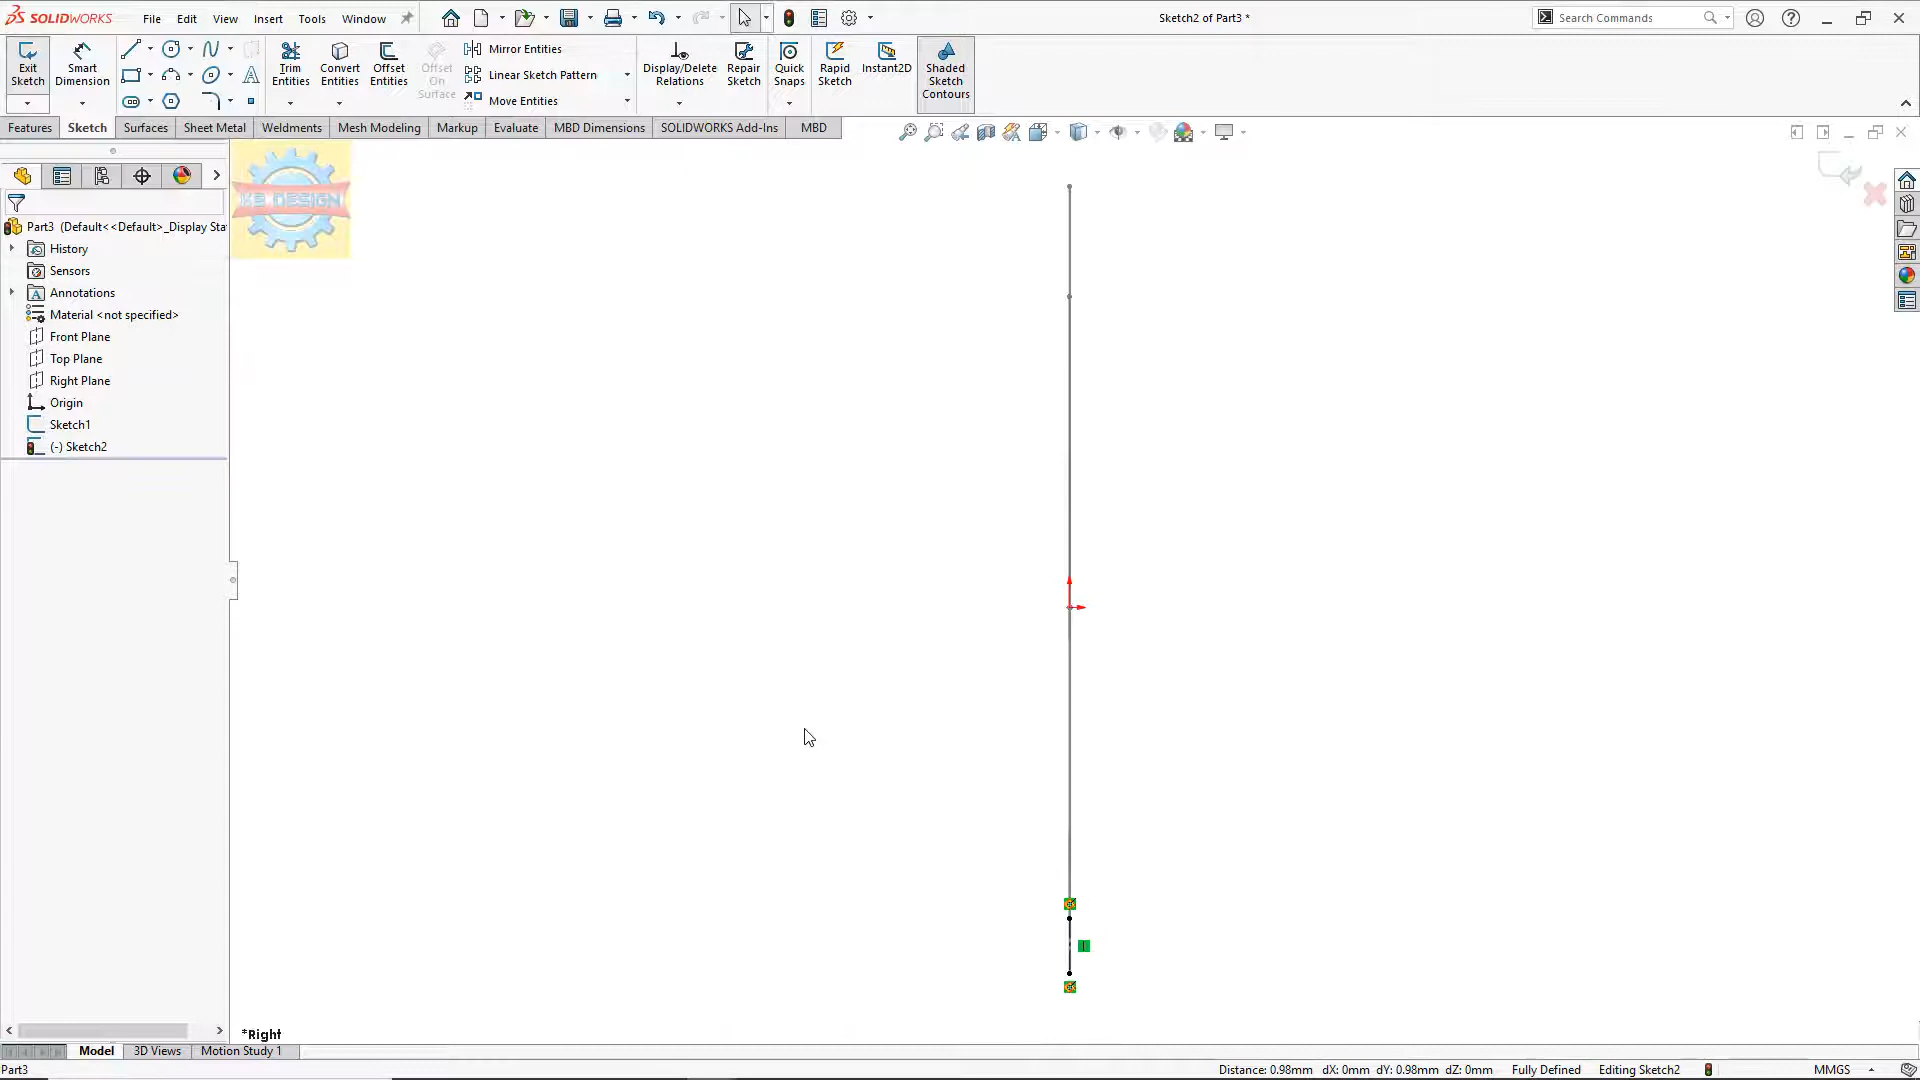 SOLIDWORKS File Edit View Insert Tools Window
Sketch2 of Part3 *
Search Commands
Exit Sketch
Smart Dimension
Trim Entities
Convert Entities
Offset Entities
Offset On Surface
Mirror Entities
Linear Sketch Pattern
Move Entities
Display/Delete Relations
Repair Sketch
Quick Snaps
Rapid Sketch
Instant2D
Shaded Sketch Contours
Features Sketch Surfaces Sheet Metal Weldments Mesh Modeling Markup Evaluate MBD Dimensions SOLIDWORKS Add-Ins MBD
KS DESIGN
Part3 (Default<<Default>_Display Sta
History
Sensors
Annotations
Material <not specified>
Front Plane
Top Plane
Right Plane
Origin
Sketch1
(-) Sketch2
*Right
Model 3D Views Motion Study 1
Part3
Distance: 0.98mm dX: 0mm dY: 0.98mm dZ: 0mm Fully Defined Editing Sketch2 MMGS